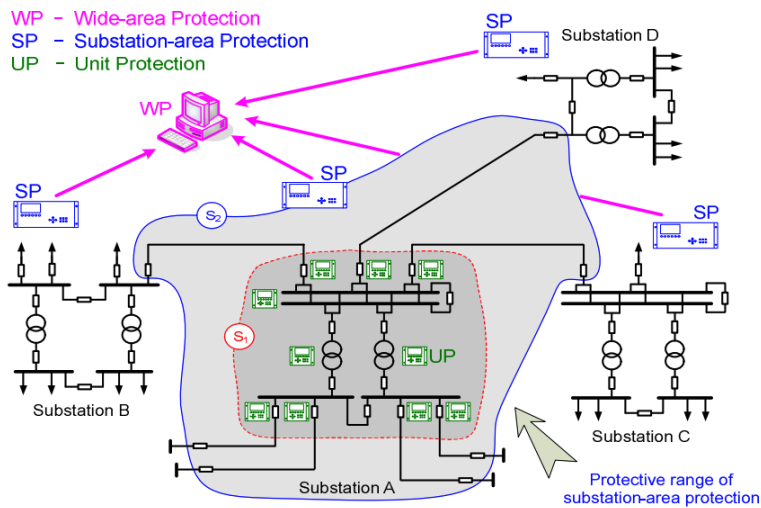 WP - Wide-area Protection
SP - Substation-area Protection
UP - Unit Protection
SP
Substation D
WP
SP
SP
SP
S2
S1
UP
Substation B
Substation C
Substation A
Protective range of
substation-area protection